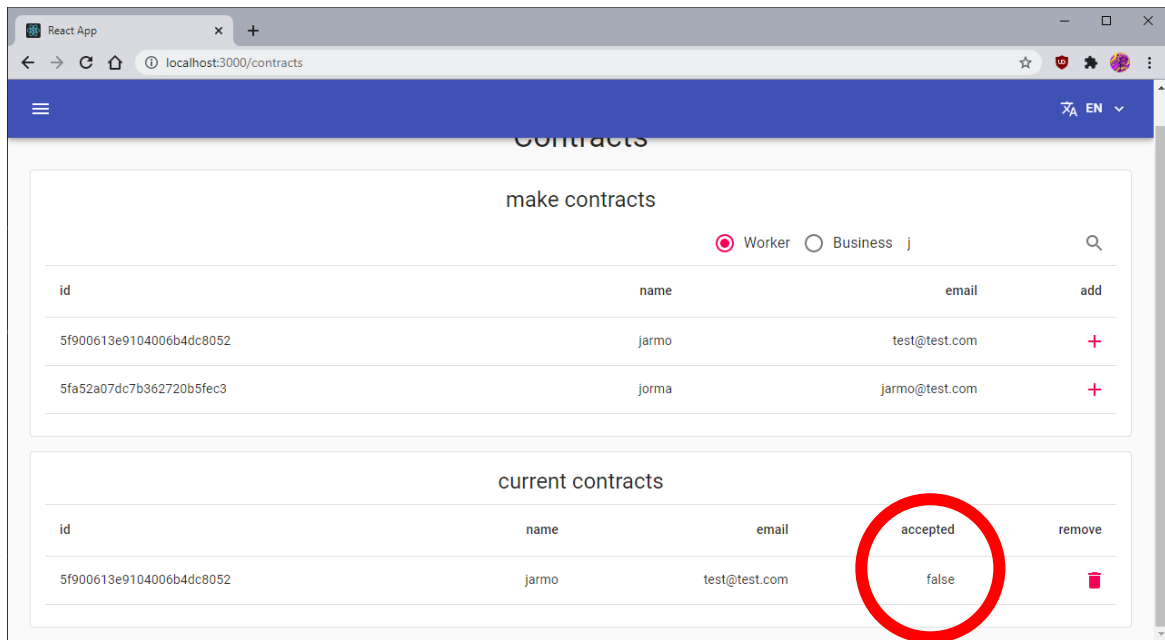 React App
localhost:3000/contracts
EN
Contracts
make contracts
Worker Business j
id name email add
5f900613e9104006b4dc8052 jarmo test@test.com
5fa52a07dc7b362720b5fec3 jorma jarmo@test.com
current contracts
id name email accepted remove
5f900613e9104006b4dc8052 jarmo test@test.com false